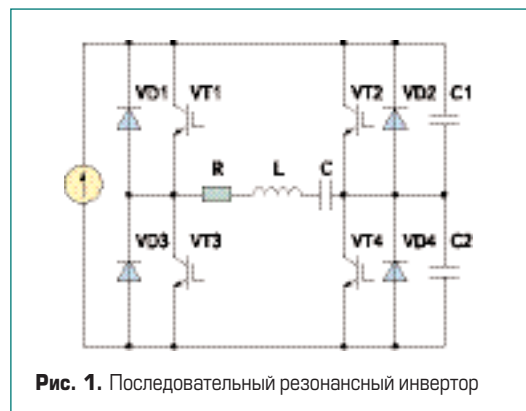 VD1 VT1 VT2 VD2 C1
R L C
VD3 VT3 VT4 VD4 C2
Рис. 1. Последовательный резонансный инвертор